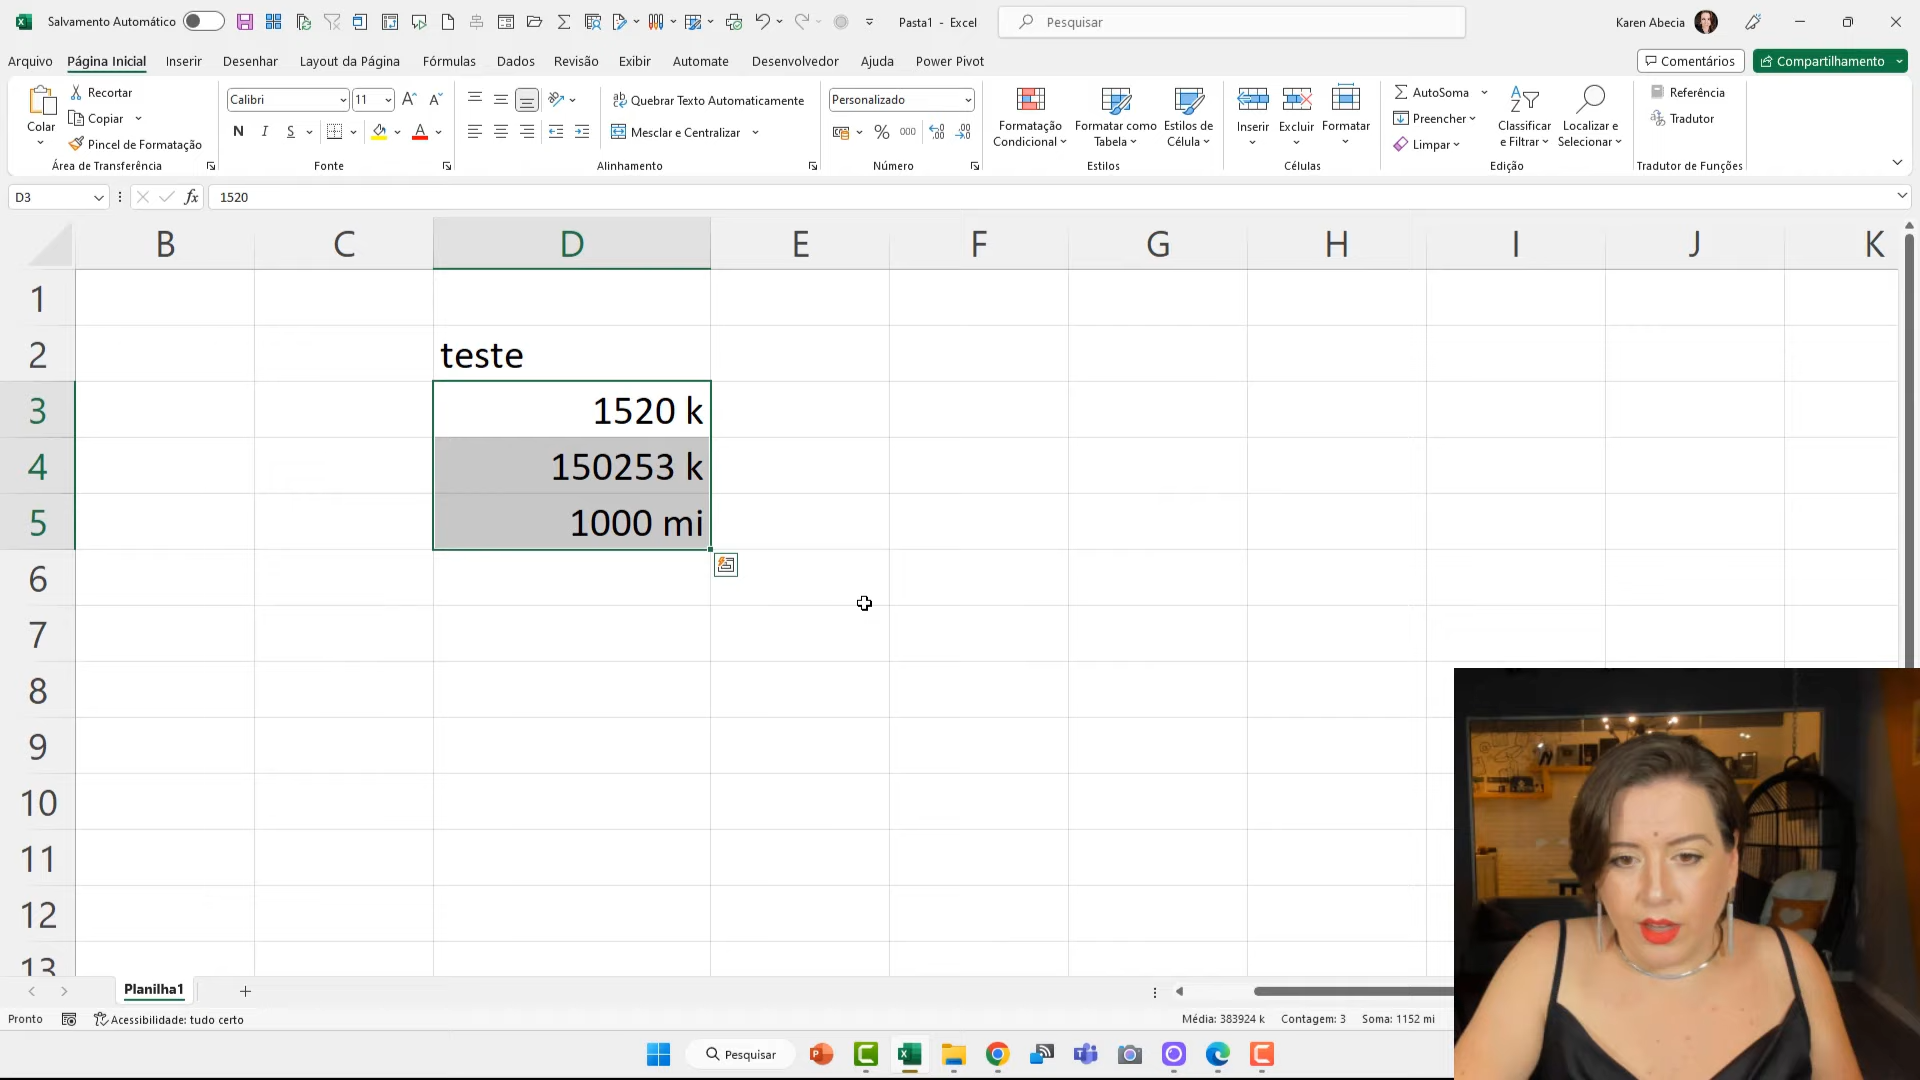 Salvamento Automático
Pasta1 - Excel
Pesquisar
Karen Abecia
Arquivo
Página Inicial
Inserir
Desenhar
Layout da Página
Fórmulas
Dados
Revisão
Exibir
Automate
Desenvolvedor
Ajuda
Power Pivot
Comentários
Compartilhamento
Colar
Recortar
Copiar
Pincel de Formatação
Área de Transferência
Calibri
11
N I S
Fonte
Quebrar Texto Automaticamente
Mesclar e Centralizar
Alinhamento
Personalizado
% 000
Número
Formatação Condicional
Formatar como Tabela
Estilos de Célula
Estilos
Inserir
Excluir
Formatar
Células
AutoSoma
Preencher
Limpar
Classificar e Filtrar
Localizar e Selecionar
Edição
Referência
Tradutor
Tradutor de Funções
D3
fx
1520
B C D E F G H I J K
1
2 teste
3 1520 k
4 150253 k
5 1000 mi
6
7
8
9
10
11
12
13
Planilha1
Pronto
Acessibilidade: tudo certo
Média: 383924 k
Contagem: 3
Soma: 1152 mi
Pesquisar